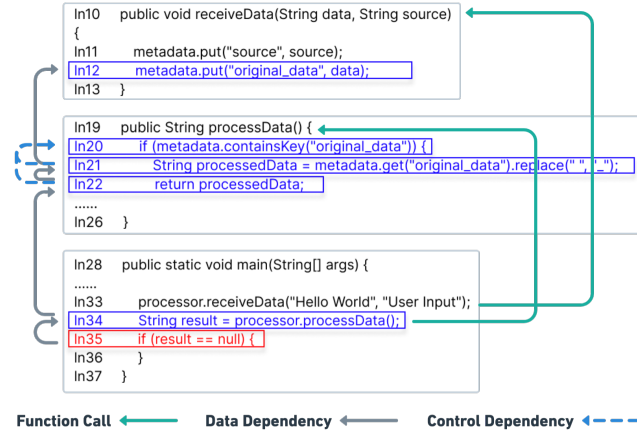 ln10 public void receiveData(String data, String source)
{
ln11 metadata.put("source", source);
ln12 metadata.put("original_data", data);
ln13 }
ln19 public String processData() {
ln20 if (metadata.containsKey("original_data")) {
ln21 String processedData = metadata.get("original_data").replace(" ", "_");
ln22 return processedData;
......
ln26 }
ln28 public static void main(String[] args) {
......
ln33 processor.receiveData("Hello World", "User Input");
ln34 String result = processor.processData();
ln35 if (result == null) {
ln36 }
ln37 }
Function Call Data Dependency Control Dependency